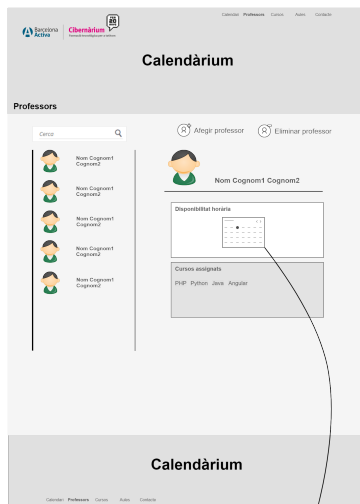 Calendari Professors Cursos Aules Contacte
Barcelona
Activa
Cibernàrium
Calendàrium
Professors
Cerca
Afegir professor
Eliminar professor
Nom Cognom1
Cognom2
Nom Cognom1
Cognom2
Nom Cognom1
Cognom2
Nom Cognom1
Cognom2
Nom Cognom1
Cognom2
Nom Cognom1 Cognom2
Disponibilitat horària
Cursos assignats
PHP Python Java Angular
Calendàrium
Calendari Professors Cursos Aules Contacte